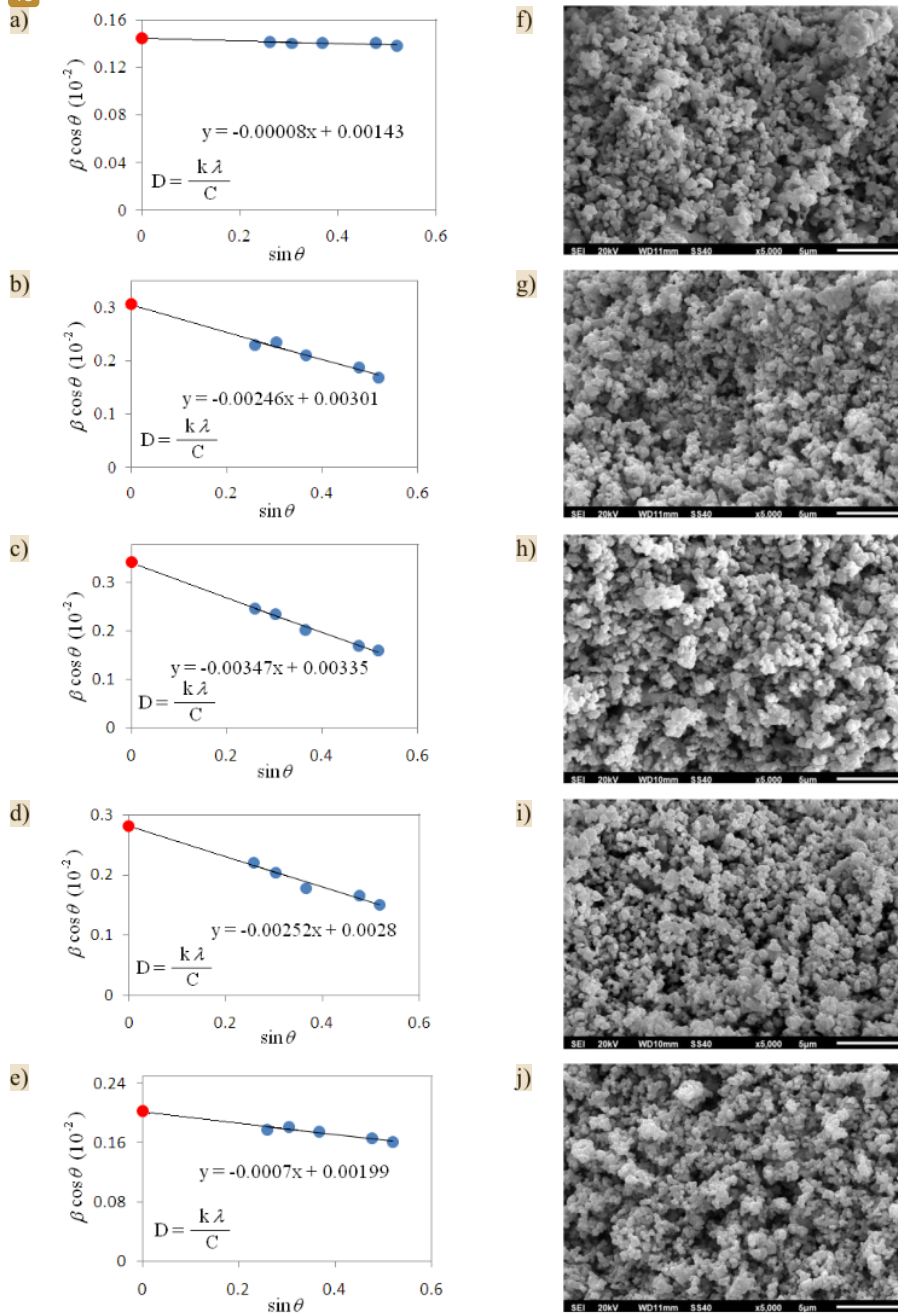 a)
0.16
0.12
0.08
0.04
0
β cos θ (10⁻²)
y = -0.00008x + 0.00143
D = kλ/C
0 0.2 0.4 0.6
sin θ
f)
SEI 20kV WD11mm SS40 x5,000 5μm
b)
0.3
0.2
0.1
0
β cos θ (10⁻²)
y = -0.00246x + 0.00301
D = kλ/C
0 0.2 0.4 0.6
sin θ
g)
SEI 20kV WD11mm SS40 x5,000 5μm
c)
0.3
0.2
0.1
0
β cos θ (10⁻²)
y = -0.00347x + 0.00335
D = kλ/C
0 0.2 0.4 0.6
sin θ
h)
SEI 20kV WD10mm SS40 x5,000 5μm
d)
0.3
0.2
0.1
0
β cos θ (10⁻²)
y = -0.00252x + 0.0028
D = kλ/C
0 0.2 0.4 0.6
sin θ
i)
SEI 20kV WD10mm SS40 x5,000 5μm
e)
0.24
0.16
0.08
0
β cos θ (10⁻²)
y = -0.0007x + 0.00199
D = kλ/C
0 0.2 0.4 0.6
sin θ
j)
SEI 20kV WD11mm SS40 x5,000 5μm